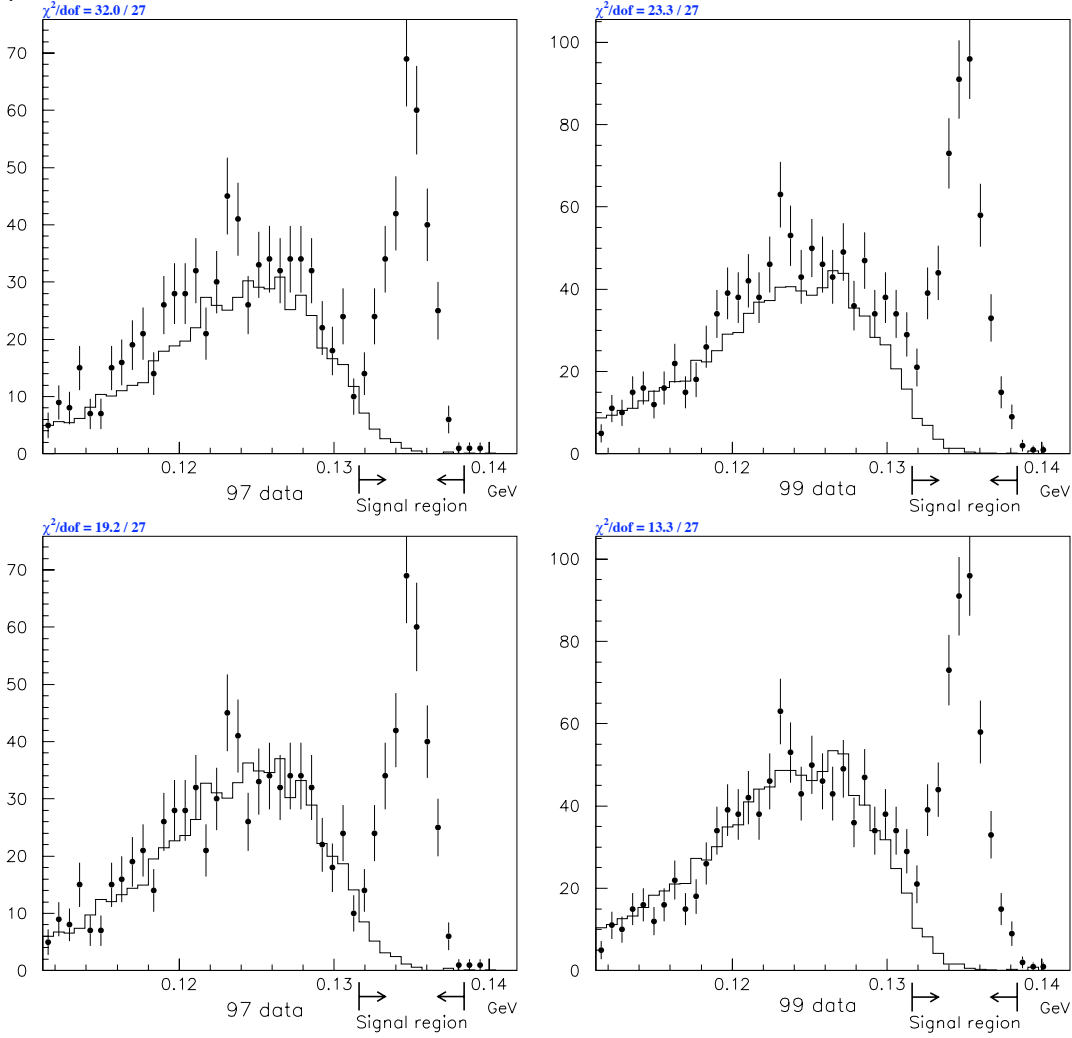 χ²/dof = 32.0 / 27
70
60
50
40
30
20
10
0
0.12
0.13
0.14
97 data
GeV
Signal region
χ²/dof = 23.3 / 27
100
80
60
40
20
0
0.12
0.13
0.14
99 data
GeV
Signal region
χ²/dof = 19.2 / 27
70
60
50
40
30
20
10
0
0.12
0.13
0.14
97 data
GeV
Signal region
χ²/dof = 13.3 / 27
100
80
60
40
20
0
0.12
0.13
0.14
99 data
GeV
Signal region